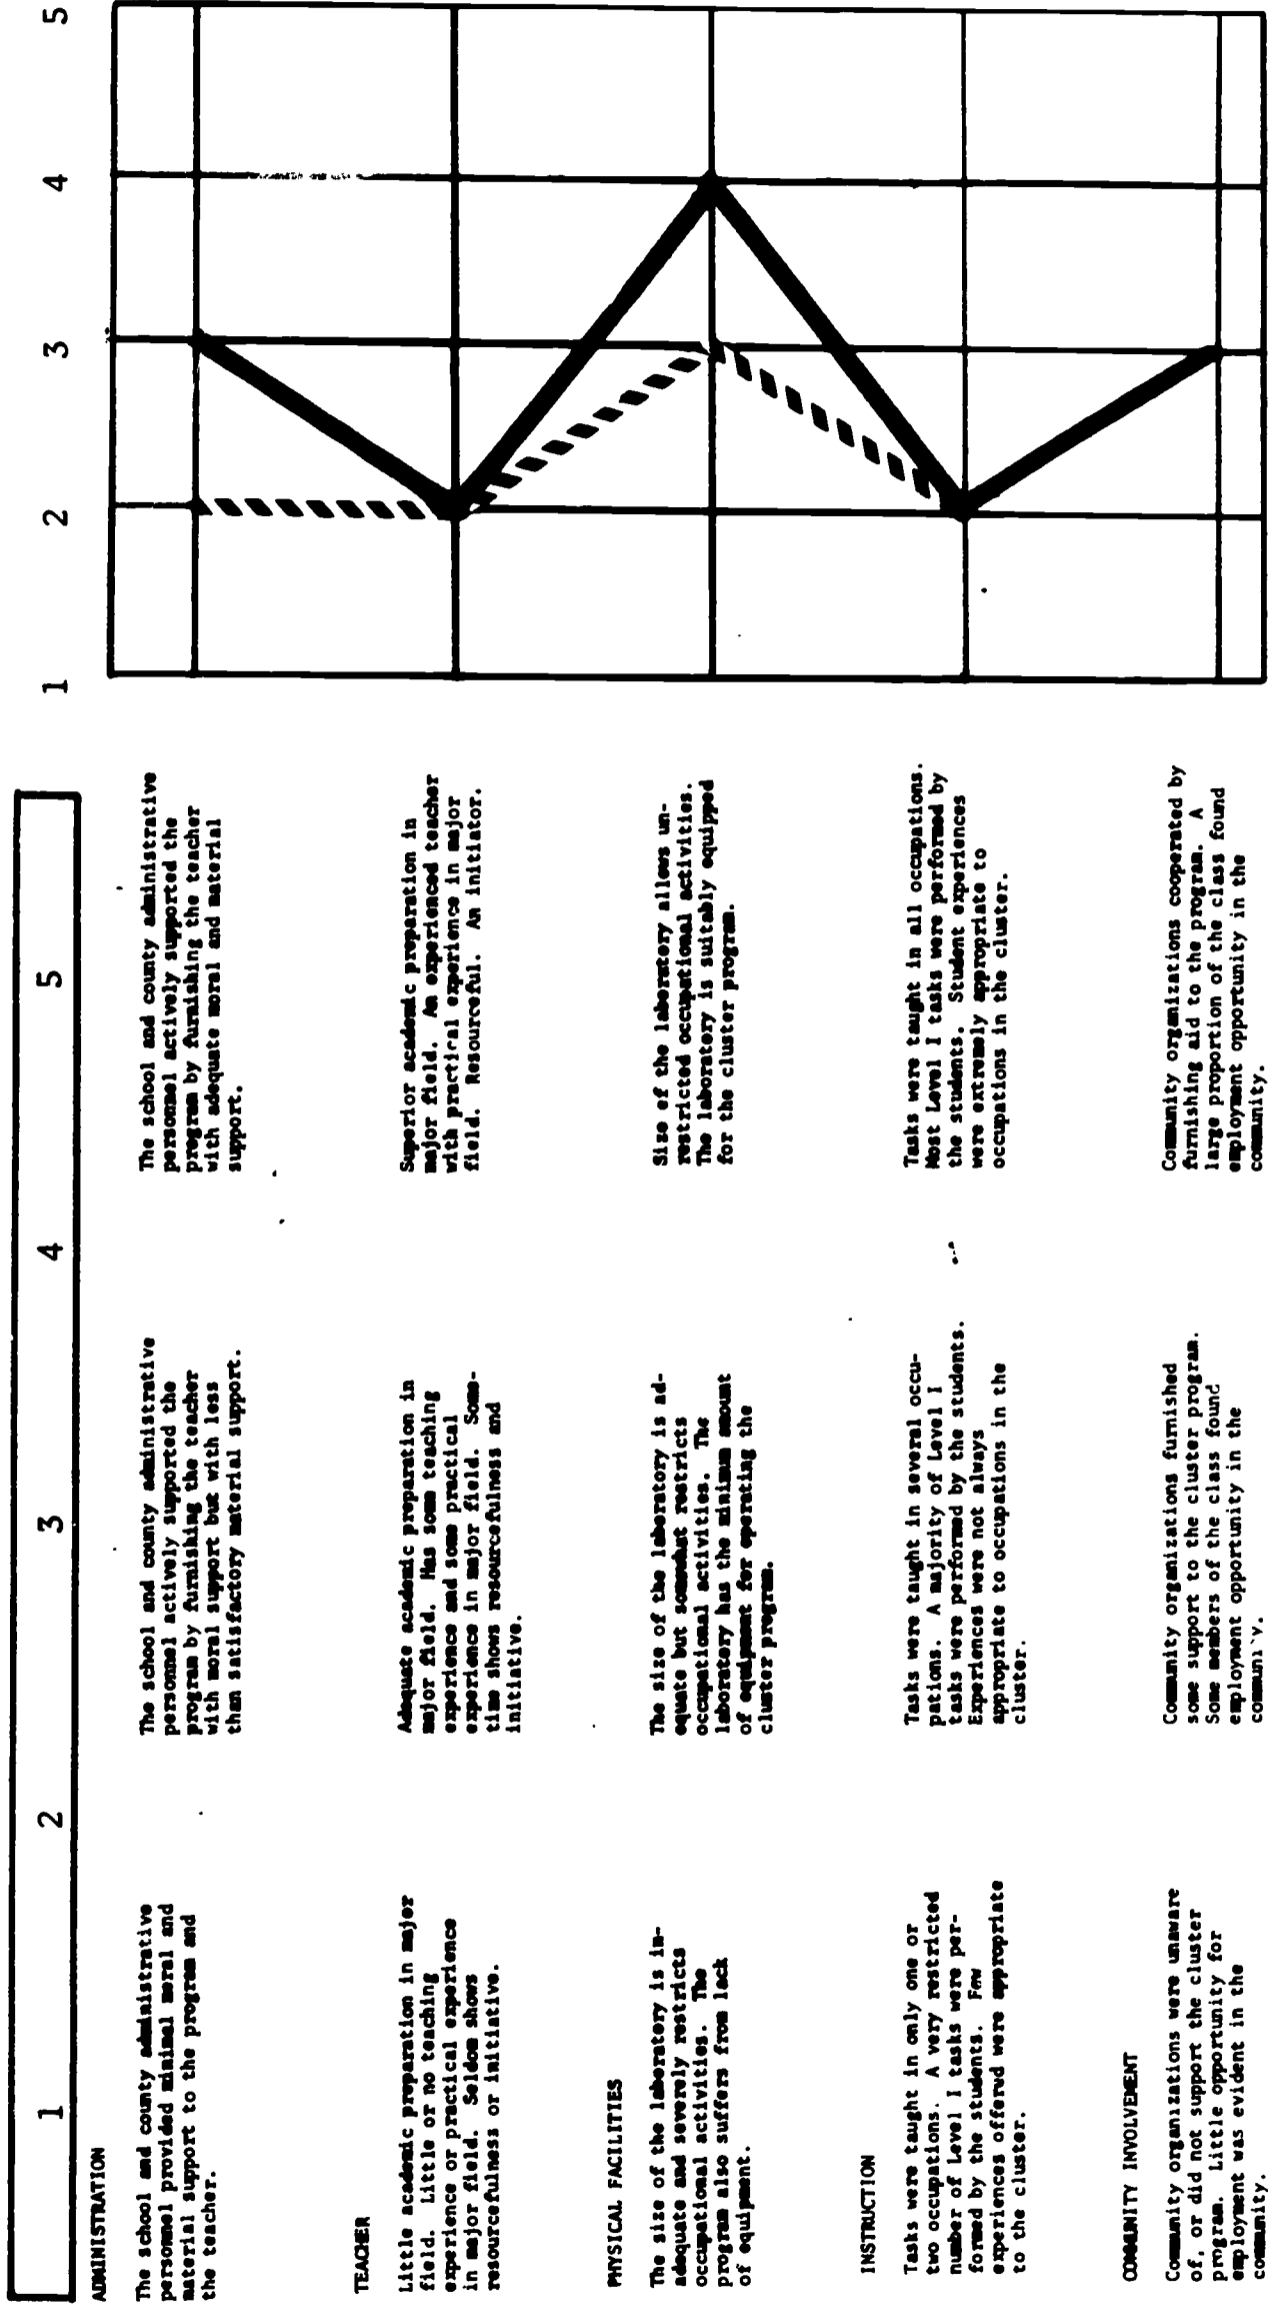 1 2 3 4 5
1 2 3 4 5
ADMINISTRATION
The school and county administrative
personnel provided minimal moral and
material support to the program and
the teacher.
The school and county administrative
personnel actively supported the
program by furnishing the teacher
with moral support but with less
than satisfactory material support.
The school and county administrative
personnel actively supported the
program by furnishing the teacher
with adequate moral and material
support.
TEACHER
Little academic preparation in major
field. Little or no teaching
experience or practical experience
in major field. Seldom shows
resourcefulness or initiative.
Adequate academic preparation in
major field. Has some teaching
experience and some practical
experience in major field. Some-
time shows resourcefulness and
initiative.
Superior academic preparation in
major field. An experienced teacher
with practical experience in major
field. Resourceful. An initiator.
PHYSICAL FACILITIES
The size of the laboratory is in-
adequate and severely restricts
occupational activities. The
program also suffers from lack
of equipment.
The size of the laboratory is ad-
equate but somewhat restricts
occupational activities. The
laboratory has the minimum amount
of equipment for operating the
cluster program.
Size of the laboratory allows un-
restricted occupational activities.
The laboratory is suitably equipped
for the cluster program.
INSTRUCTION
Tasks were taught in only one or
two occupations. A very restricted
number of Level I tasks were per-
formed by the students. Few
experiences offered were appropriate
to the cluster.
Tasks were taught in several occu-
pations. A majority of Level I
tasks were performed by the students.
Experiences were not always
appropriate to occupations in the
cluster.
Tasks were taught in all occupations.
Most Level I tasks were performed by
the students. Student experiences
were extremely appropriate to
occupations in the cluster.
COMMUNITY INVOLVEMENT
Community organizations were unaware
of, or did not support the cluster
program. Little opportunity for
employment was evident in the
community.
Community organizations furnished
some support to the cluster program.
Some members of the class found
employment opportunity in the
Community organizations cooperated by
furnishing aid to the program. A
large proportion of the class found
employment opportunity in the
community.